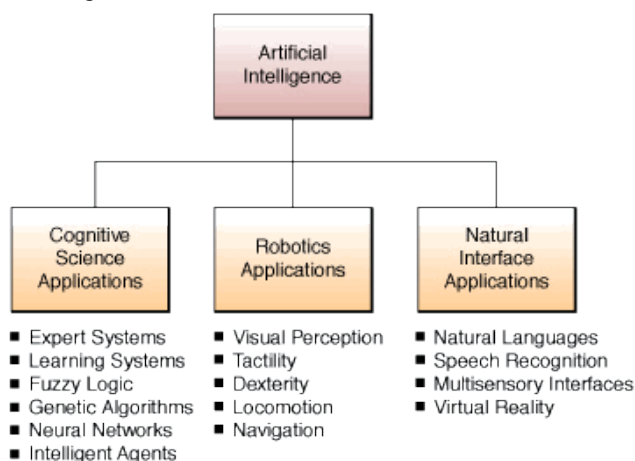 Artificial
Intelligence
Cognitive
Science
Applications
Robotics
Applications
Natural
Interface
Applications
■ Expert Systems
■ Learning Systems
■ Fuzzy Logic
■ Genetic Algorithms
■ Neural Networks
■ Intelligent Agents
■ Visual Perception
■ Tactility
■ Dexterity
■ Locomotion
■ Navigation
■ Natural Languages
■ Speech Recognition
■ Multisensory Interfaces
■ Virtual Reality